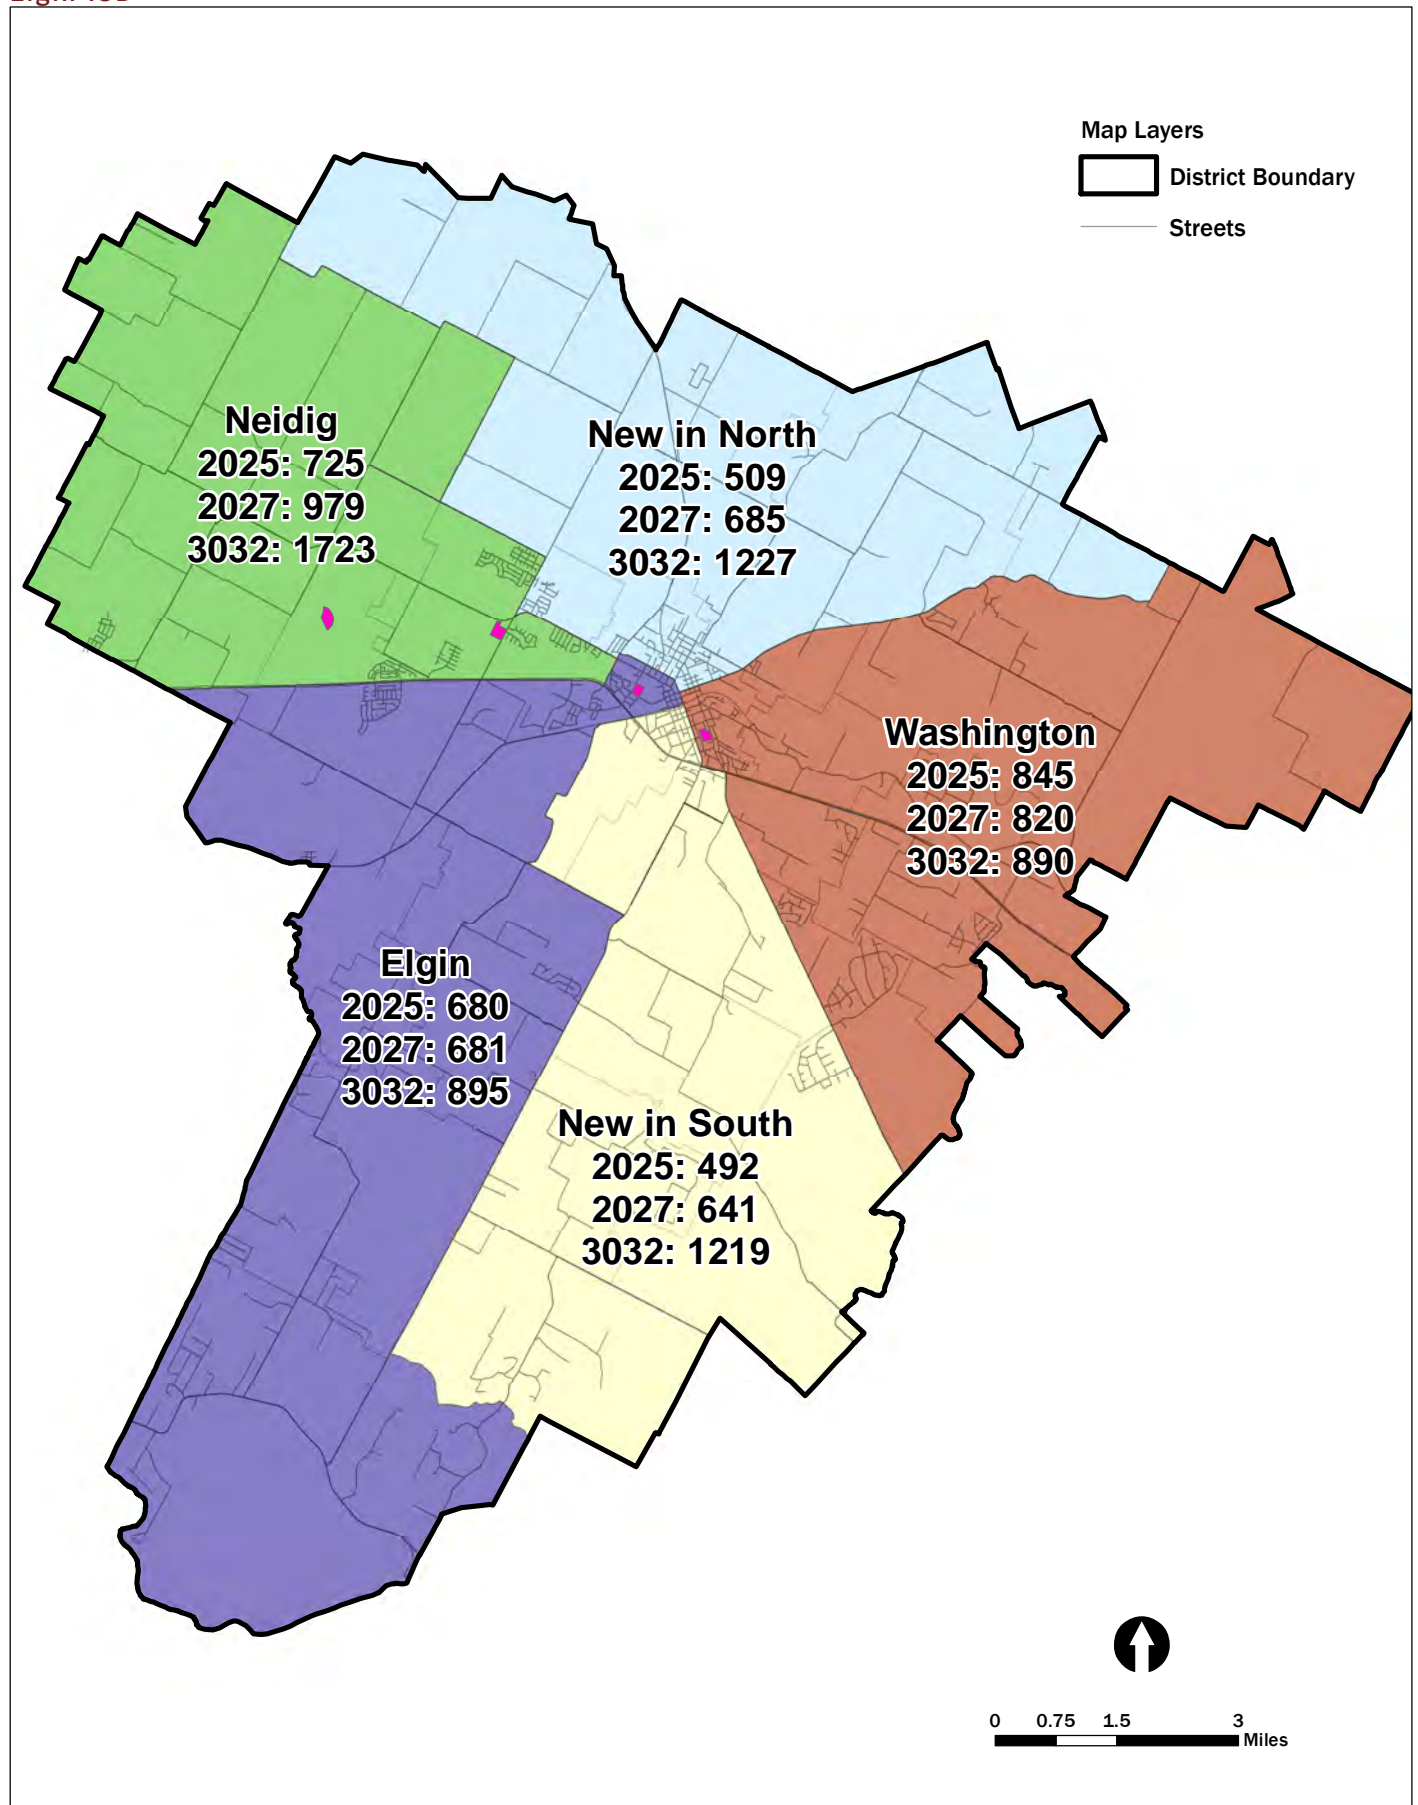 Map Layers
District Boundary
Streets
Neidig
2025: 725
2027: 979
3032: 1723
New in North
2025: 509
2027: 685
3032: 1227
Washington
2025: 845
2027: 820
3032: 890
Elgin
2025: 680
2027: 681
3032: 895
New in South
2025: 492
2027: 641
3032: 1219
0 0.75 1.5 3
Miles